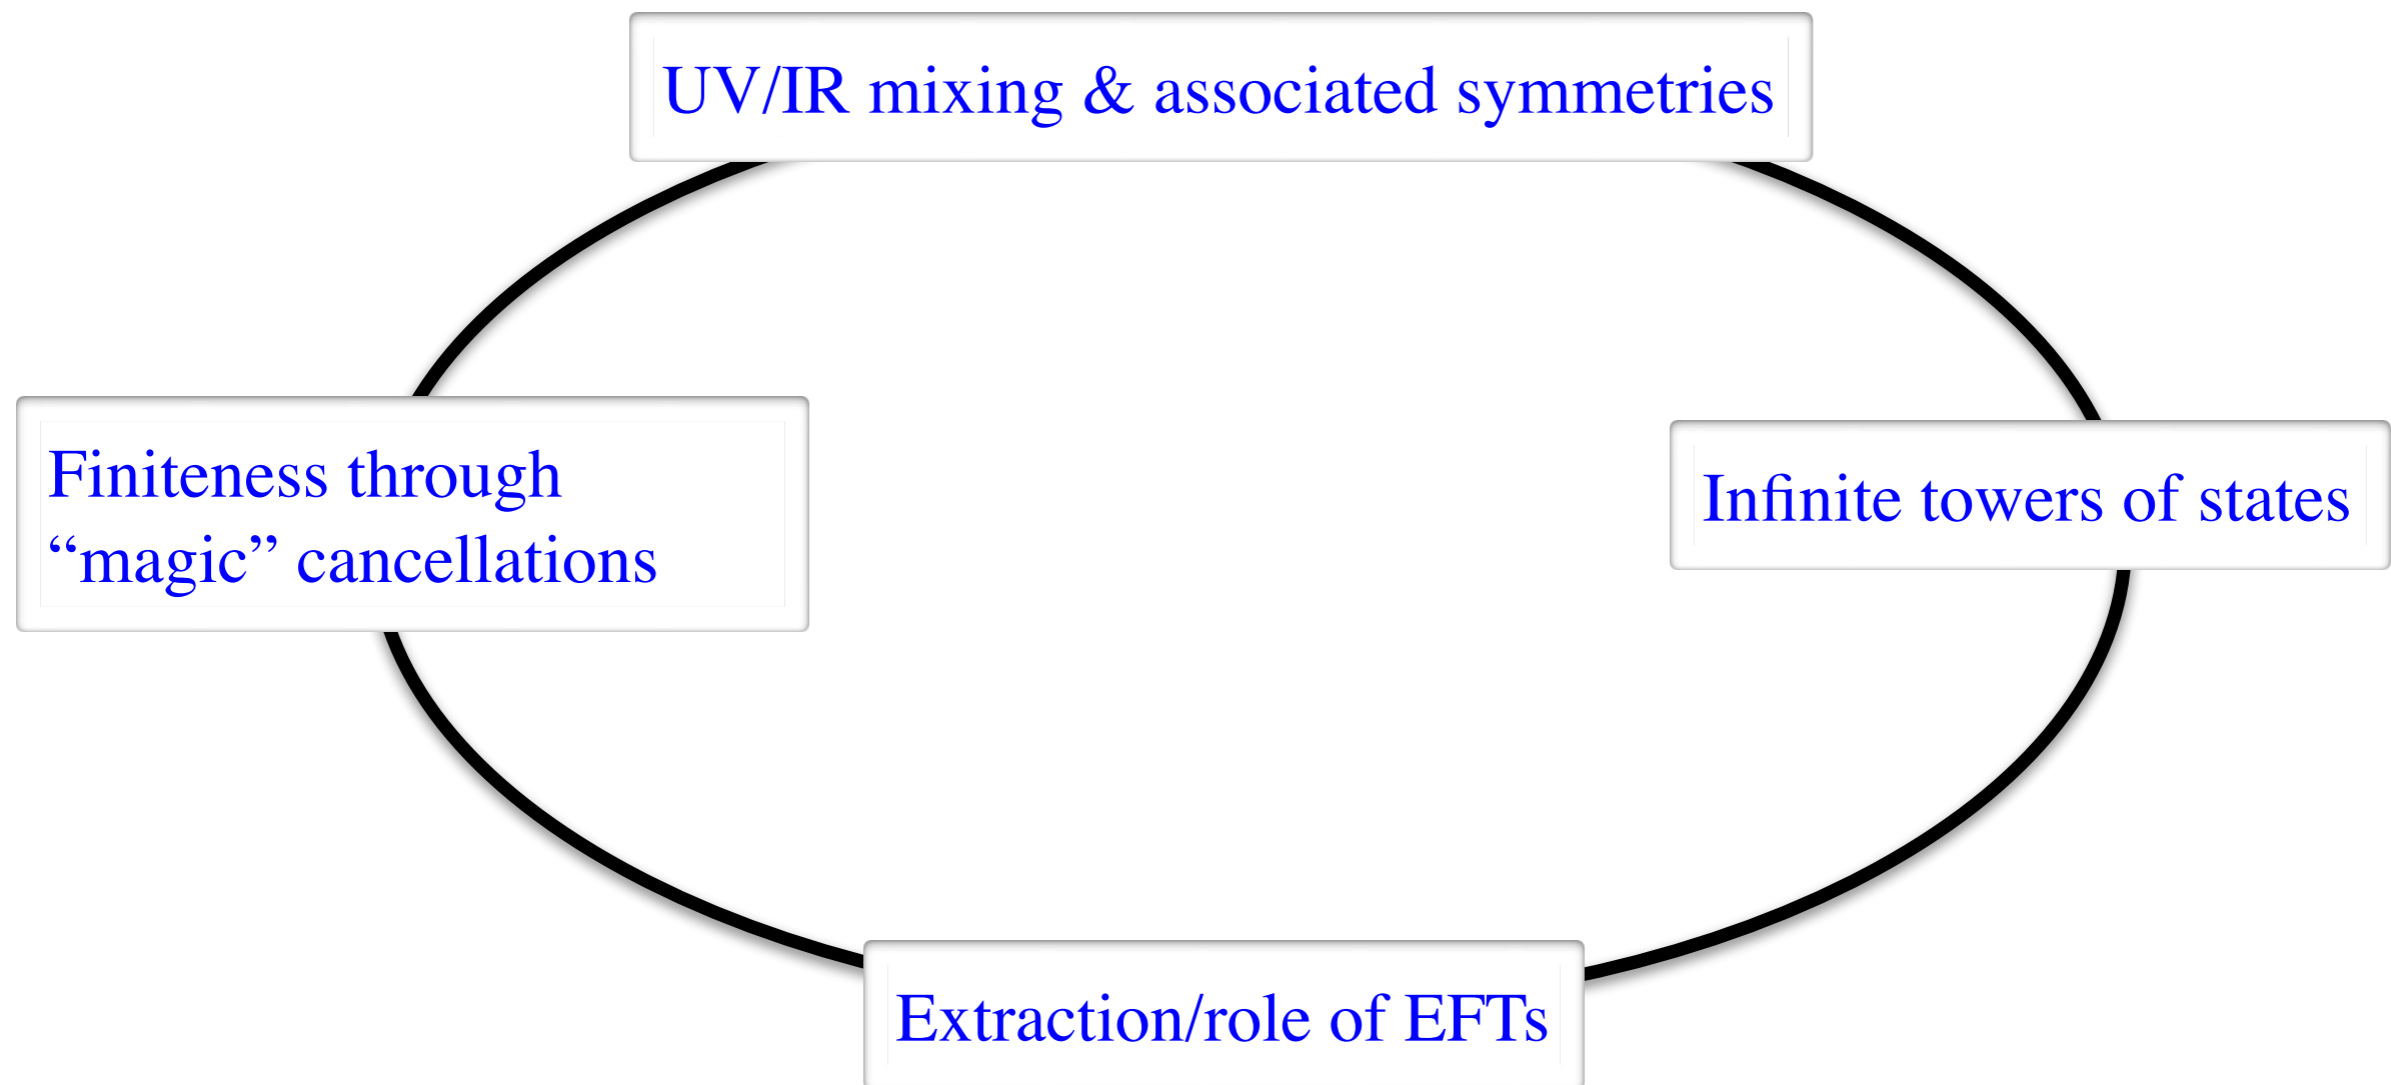 UV/IR mixing & associated symmetries
Finiteness through
“magic” cancellations
Infinite towers of states
Extraction/role of EFTs